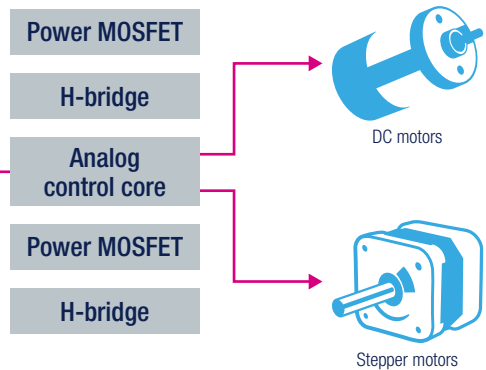 Power MOSFET
H-bridge
Analog
control core
Power MOSFET
H-bridge
DC motors
Stepper motors